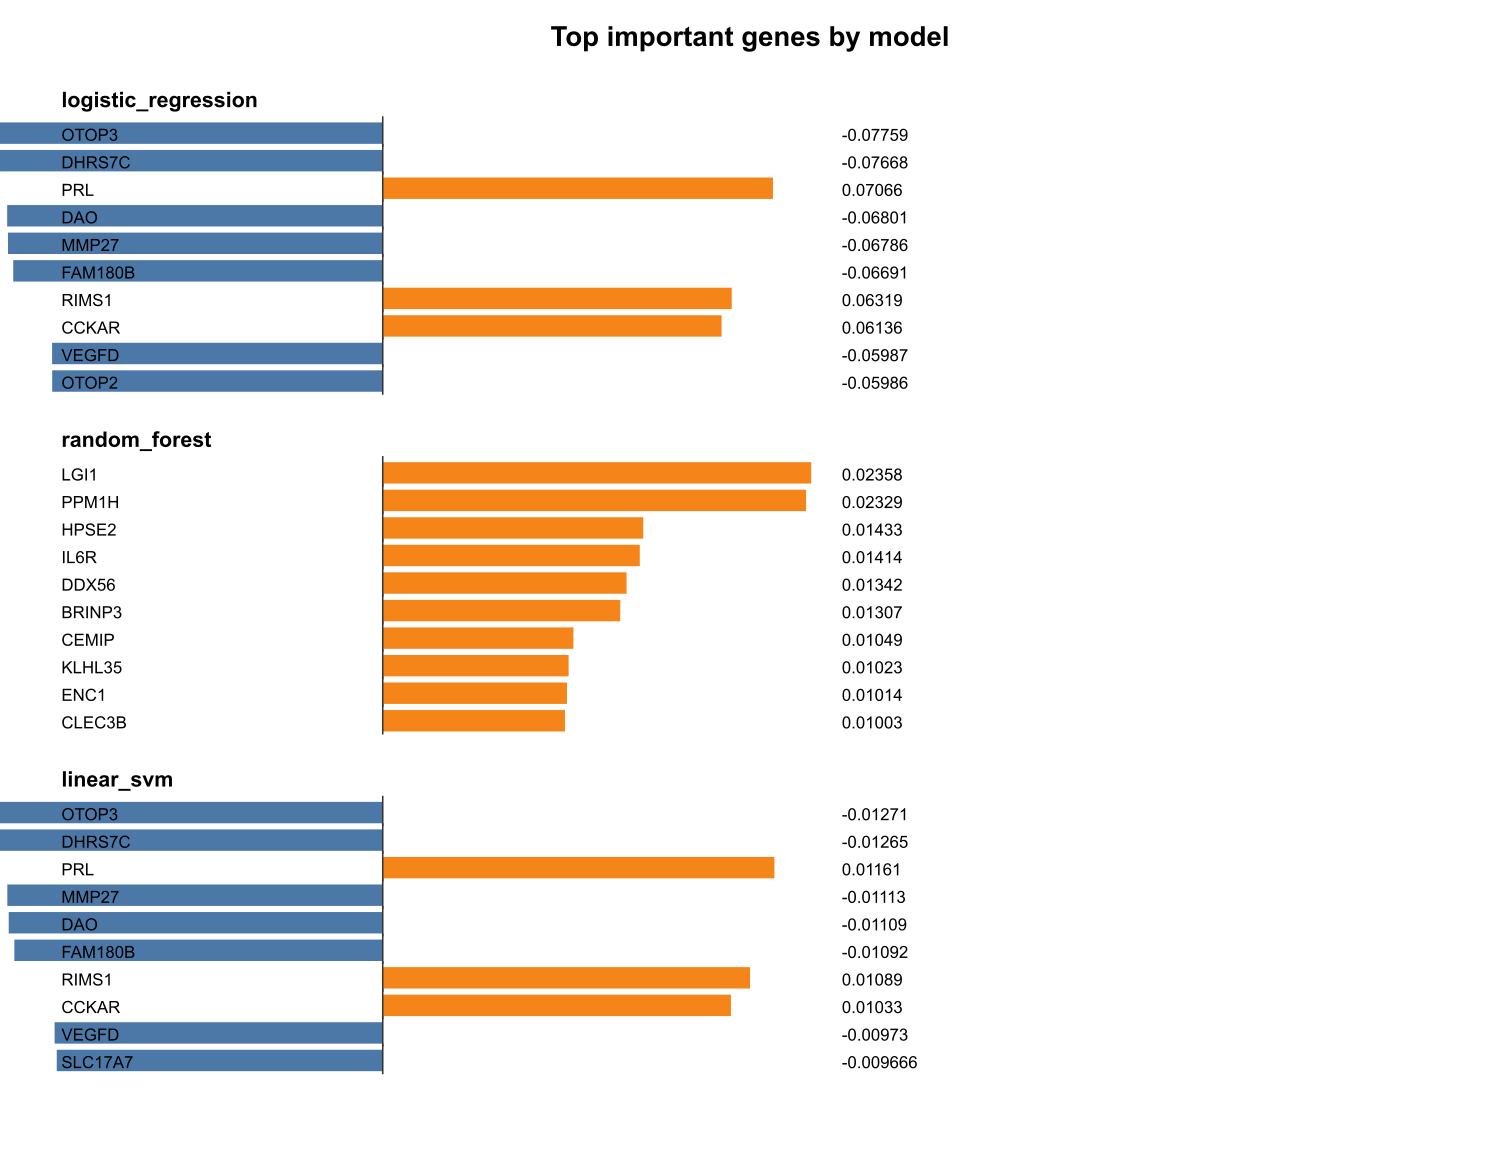 Top important genes by model
logistic_regression
OTOP3 -0.07759
DHRS7C -0.07668
PRL 0.07066
DAO -0.06801
MMP27 -0.06786
FAM180B -0.06691
RIMS1 0.06319
CCKAR 0.06136
VEGFD -0.05987
OTOP2 -0.05986
random_forest
LGI1 0.02358
PPM1H 0.02329
HPSE2 0.01433
IL6R 0.01414
DDX56 0.01342
BRINP3 0.01307
CEMIP 0.01049
KLHL35 0.01023
ENC1 0.01014
CLEC3B 0.01003
linear_svm
OTOP3 -0.01271
DHRS7C -0.01265
PRL 0.01161
MMP27 -0.01113
DAO -0.01109
FAM180B -0.01092
RIMS1 0.01089
CCKAR 0.01033
VEGFD -0.00973
SLC17A7 -0.009666